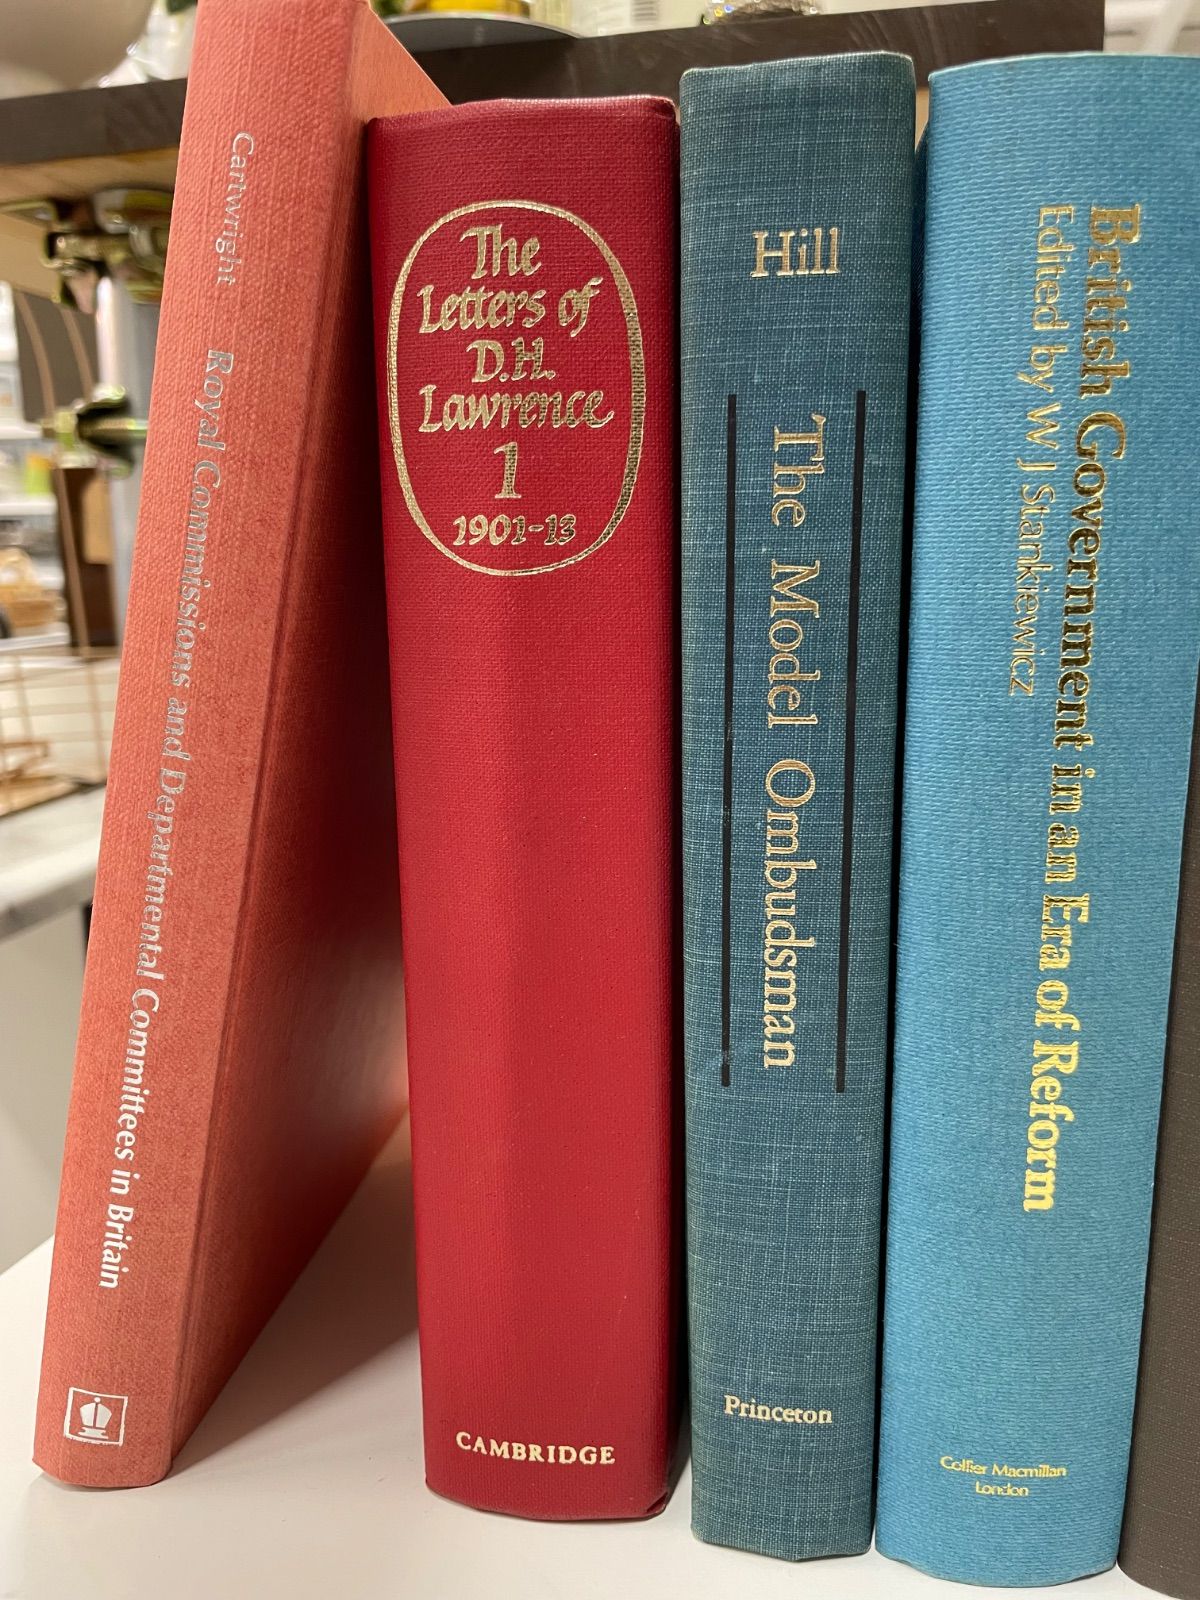 Cartwright
Royal Commissions and Departmental Committees in Britain
The
Letters of
D.H.
Lawrence
1
1901-13
CAMBRIDGE
Hill
The Model Ombudsman
Princeton
British Government in an Era of Reform
Edited by W J Stankiewicz
Collier Macmillan
London